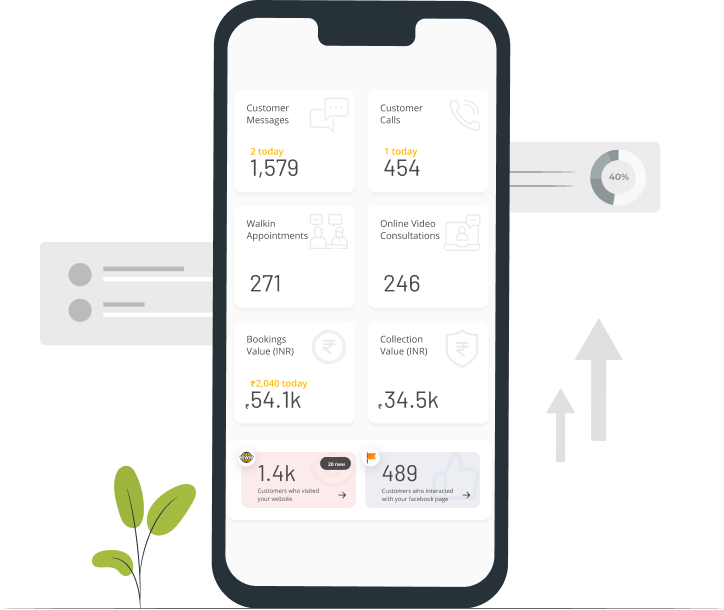 Customer
Messages
2 today
1,579
Customer
Calls
1 today
454
40%
Walkin
Appointments
271
Online Video
Consultations
246
Bookings
Value (INR)
₹2,040 today
₹54.1k
Collection
Value (INR)
₹34.5k
20 new
1.4k
Customers who visited
your website
489
Customers who interacted
with your facebook page